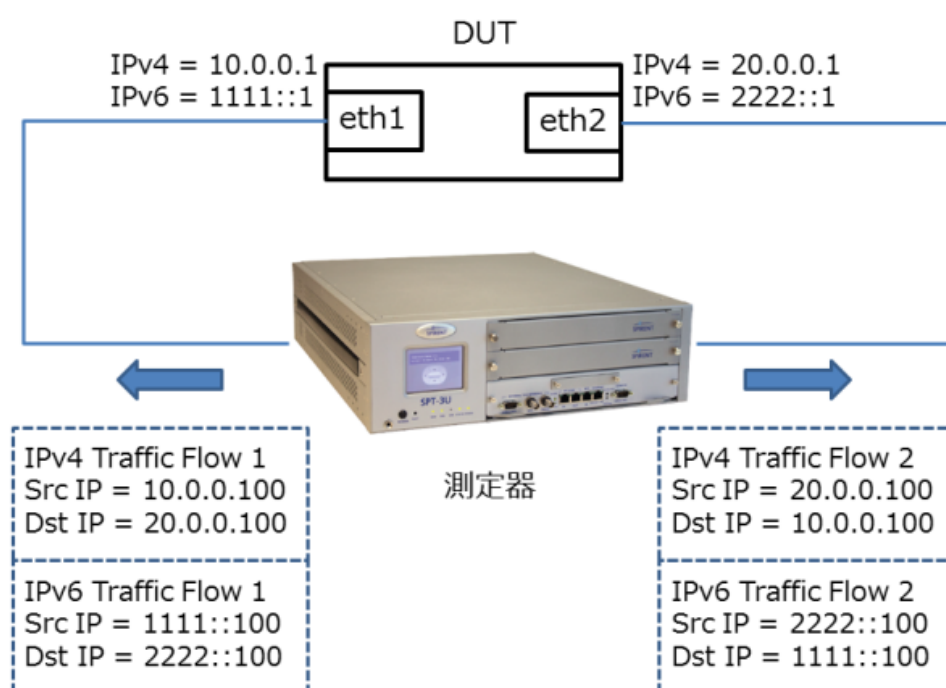 DUT
IPv4 = 10.0.0.1
IPv6 = 1111::1
IPv4 = 20.0.0.1
IPv6 = 2222::1
eth1
eth2
SPIRENT
SPT-3U
測定器
IPv4 Traffic Flow 1
Src IP = 10.0.0.100
Dst IP = 20.0.0.100
IPv6 Traffic Flow 1
Src IP = 1111::100
Dst IP = 2222::100
IPv4 Traffic Flow 2
Src IP = 20.0.0.100
Dst IP = 10.0.0.100
IPv6 Traffic Flow 2
Src IP = 2222::100
Dst IP = 1111::100